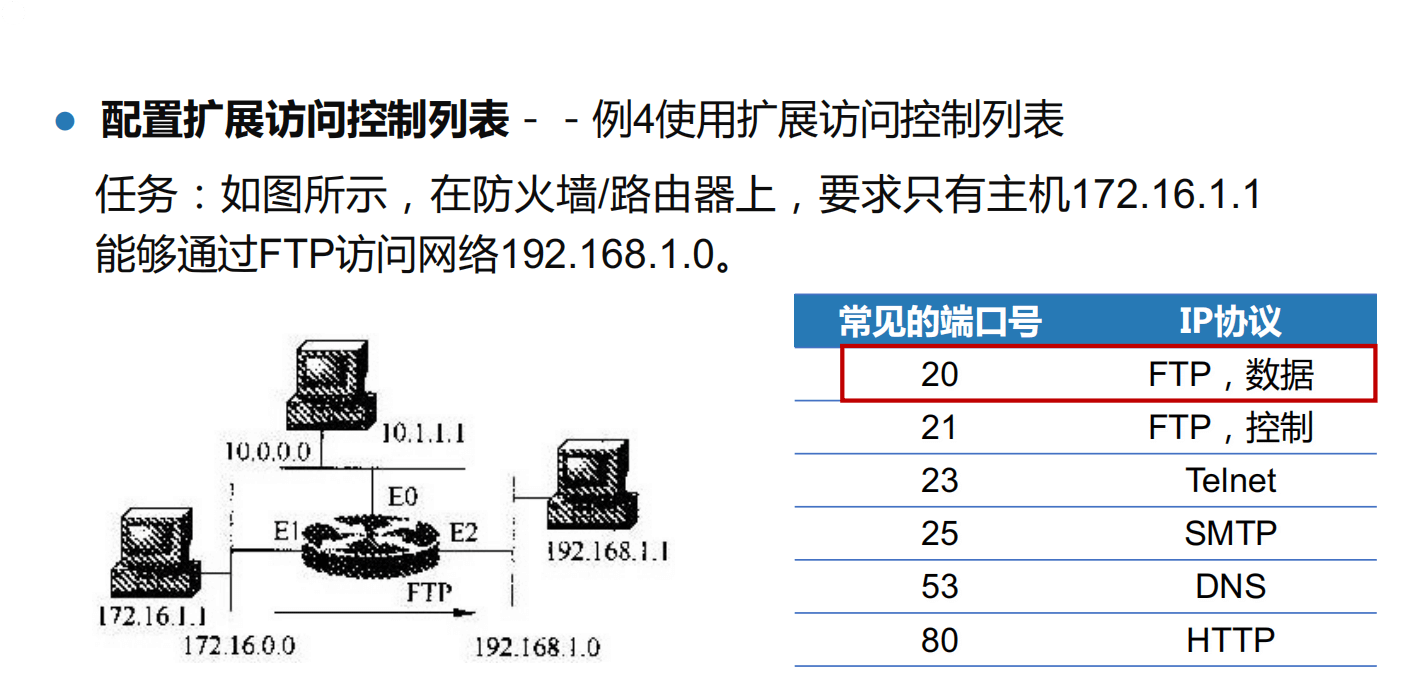 ● 配置扩展访问控制列表－－例4使用扩展访问控制列表
任务：如图所示，在防火墙/路由器上，要求只有主机172.16.1.1
能够通过FTP访问网络192.168.1.0。
常见的端口号 IP协议
20 FTP，数据
21 FTP，控制
23 Telnet
25 SMTP
53 DNS
80 HTTP
10.1.1.1
10.0.0.0
E0
E1
E2
192.168.1.1
FTP
172.16.1.1
172.16.0.0
192.168.1.0